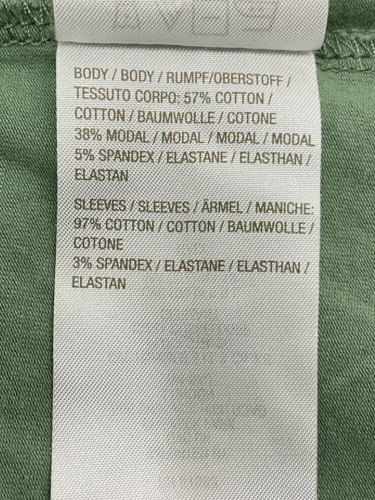 BODY / BODY / RUMPF/OBERSTOFF /
TESSUTO CORPO: 57% COTTON /
COTTON / BAUMWOLLE / COTONE
38% MODAL / MODAL / MODAL / MODAL
5% SPANDEX / ELASTANE / ELASTHAN /
ELASTAN
SLEEVES / SLEEVES / ÄRMEL / MANICHE:
97% COTTON / COTTON / BAUMWOLLE /
COTONE
3% SPANDEX / ELASTANE / ELASTHAN /
ELASTAN